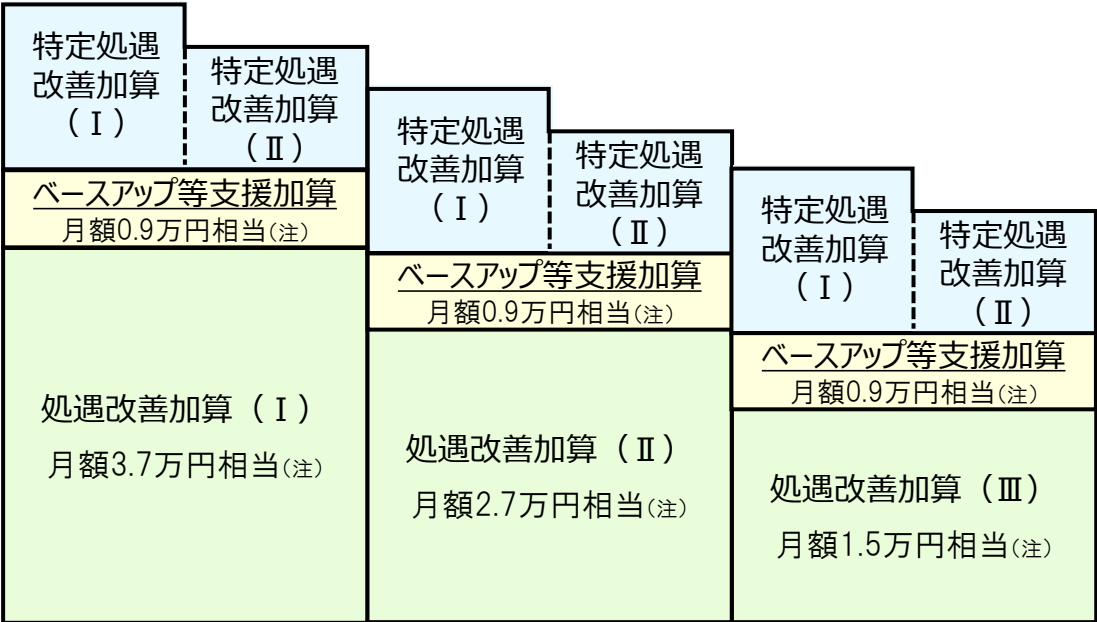 特定処遇
改善加算
（Ⅰ）
特定処遇
改善加算
（Ⅱ）
ベースアップ等支援加算
月額0.9万円相当(注)
処遇改善加算（Ⅰ）
月額3.7万円相当(注)
特定処遇
改善加算
（Ⅰ）
特定処遇
改善加算
（Ⅱ）
ベースアップ等支援加算
月額0.9万円相当(注)
処遇改善加算（Ⅱ）
月額2.7万円相当(注)
特定処遇
改善加算
（Ⅰ）
特定処遇
改善加算
（Ⅱ）
ベースアップ等支援加算
月額0.9万円相当(注)
処遇改善加算（Ⅲ）
月額1.5万円相当(注)